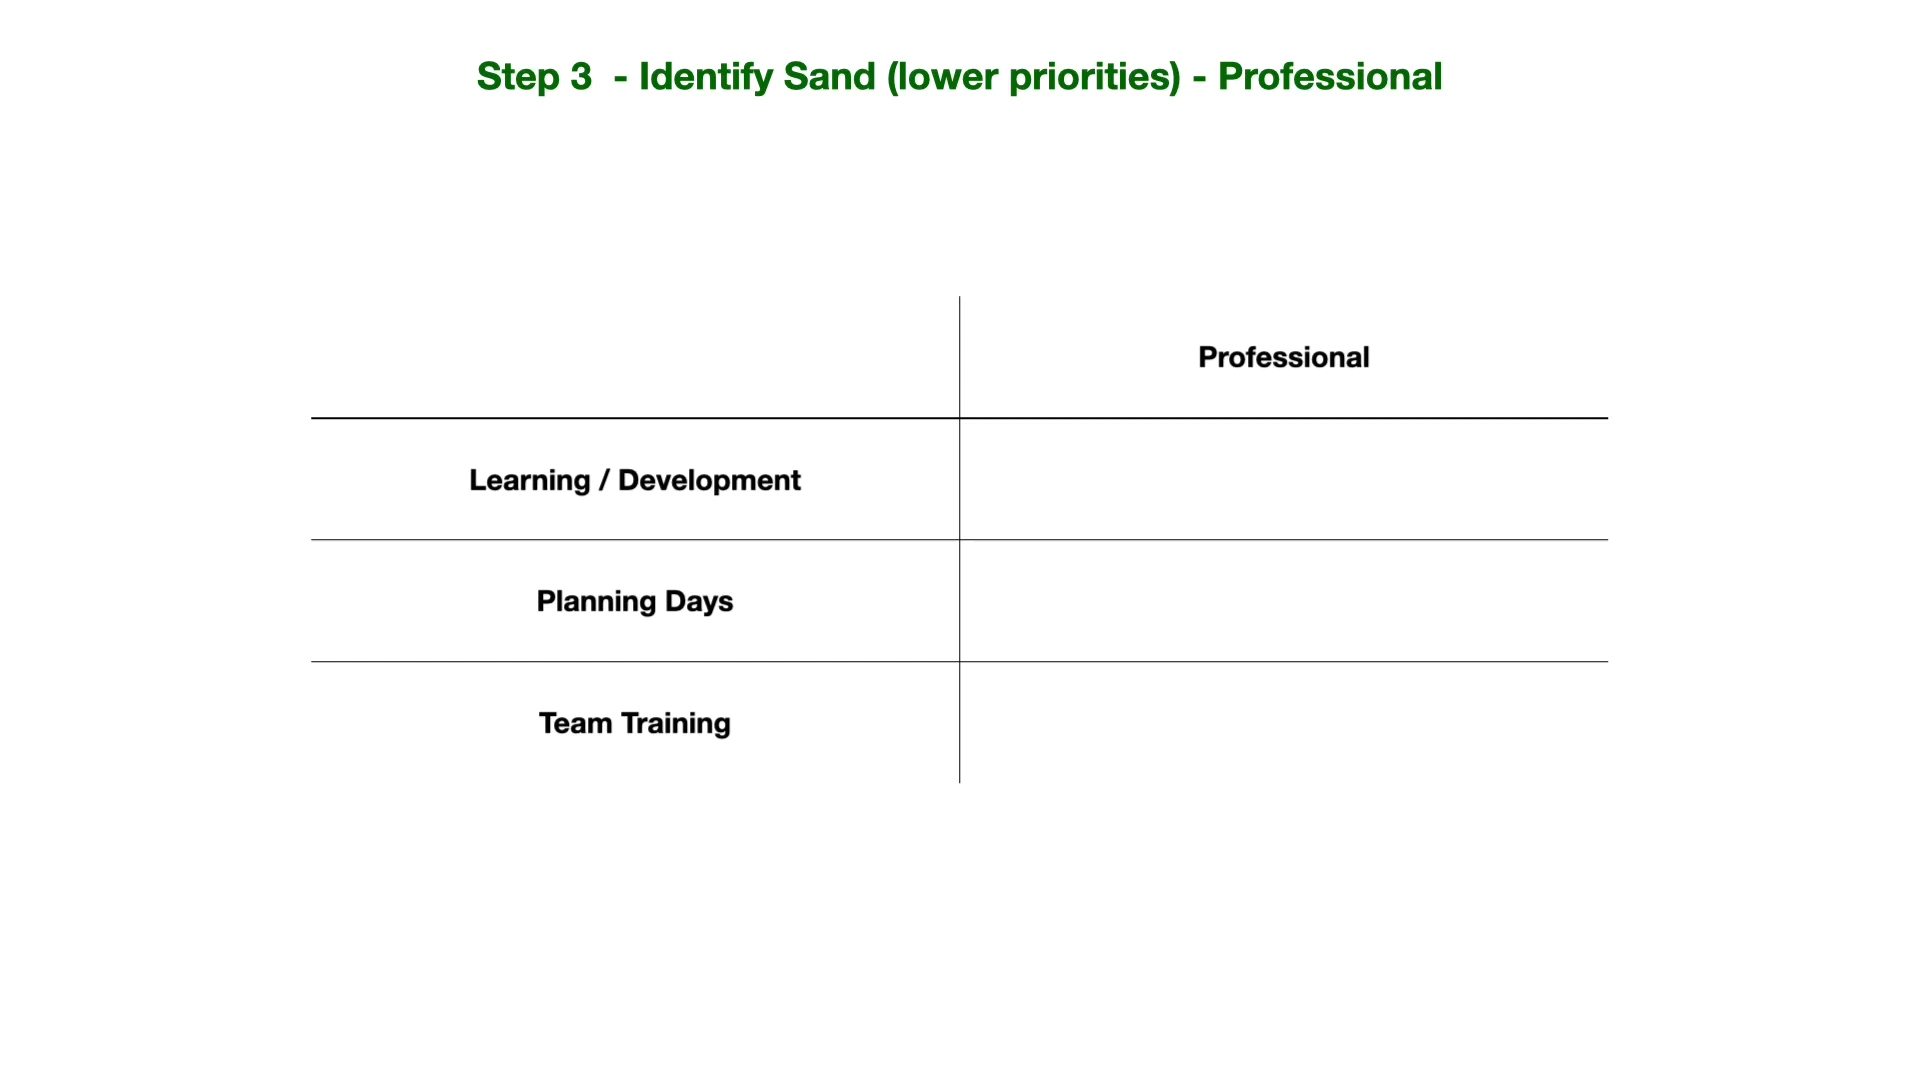 Step 3  - Identify Sand (lower priorities) - Professional
Professional
Learning / Development
Planning Days
Team Training